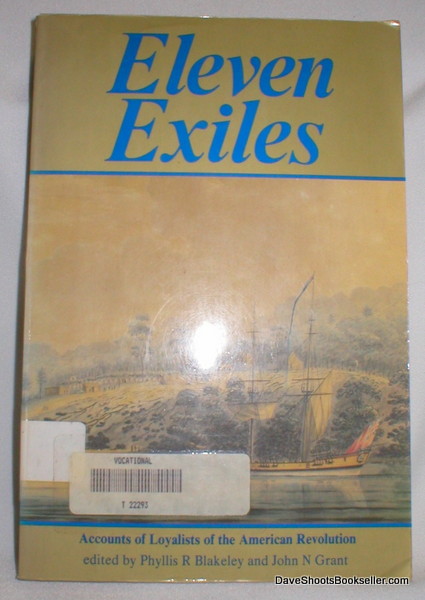 Eleven
Exiles
VOCATIONAL
T 22293
Accounts of Loyalists of the American Revolution
edited by Phyllis R Blakeley and John N Grant
DaveShootsBookseller.com